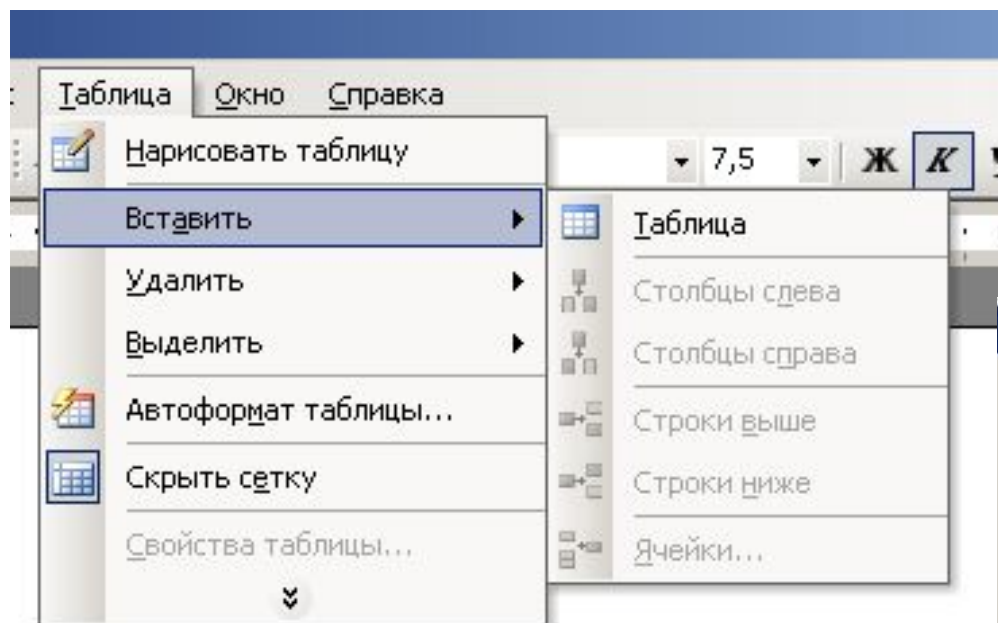 Таблица Окно Справка
Нарисовать таблицу
7,5 Ж К
Вставить
Таблица
Удалить
Столбцы слева
Выделить
Столбцы справа
Автоформат таблицы...
Строки выше
Скрыть сетку
Строки ниже
Свойства таблицы...
Ячейки...